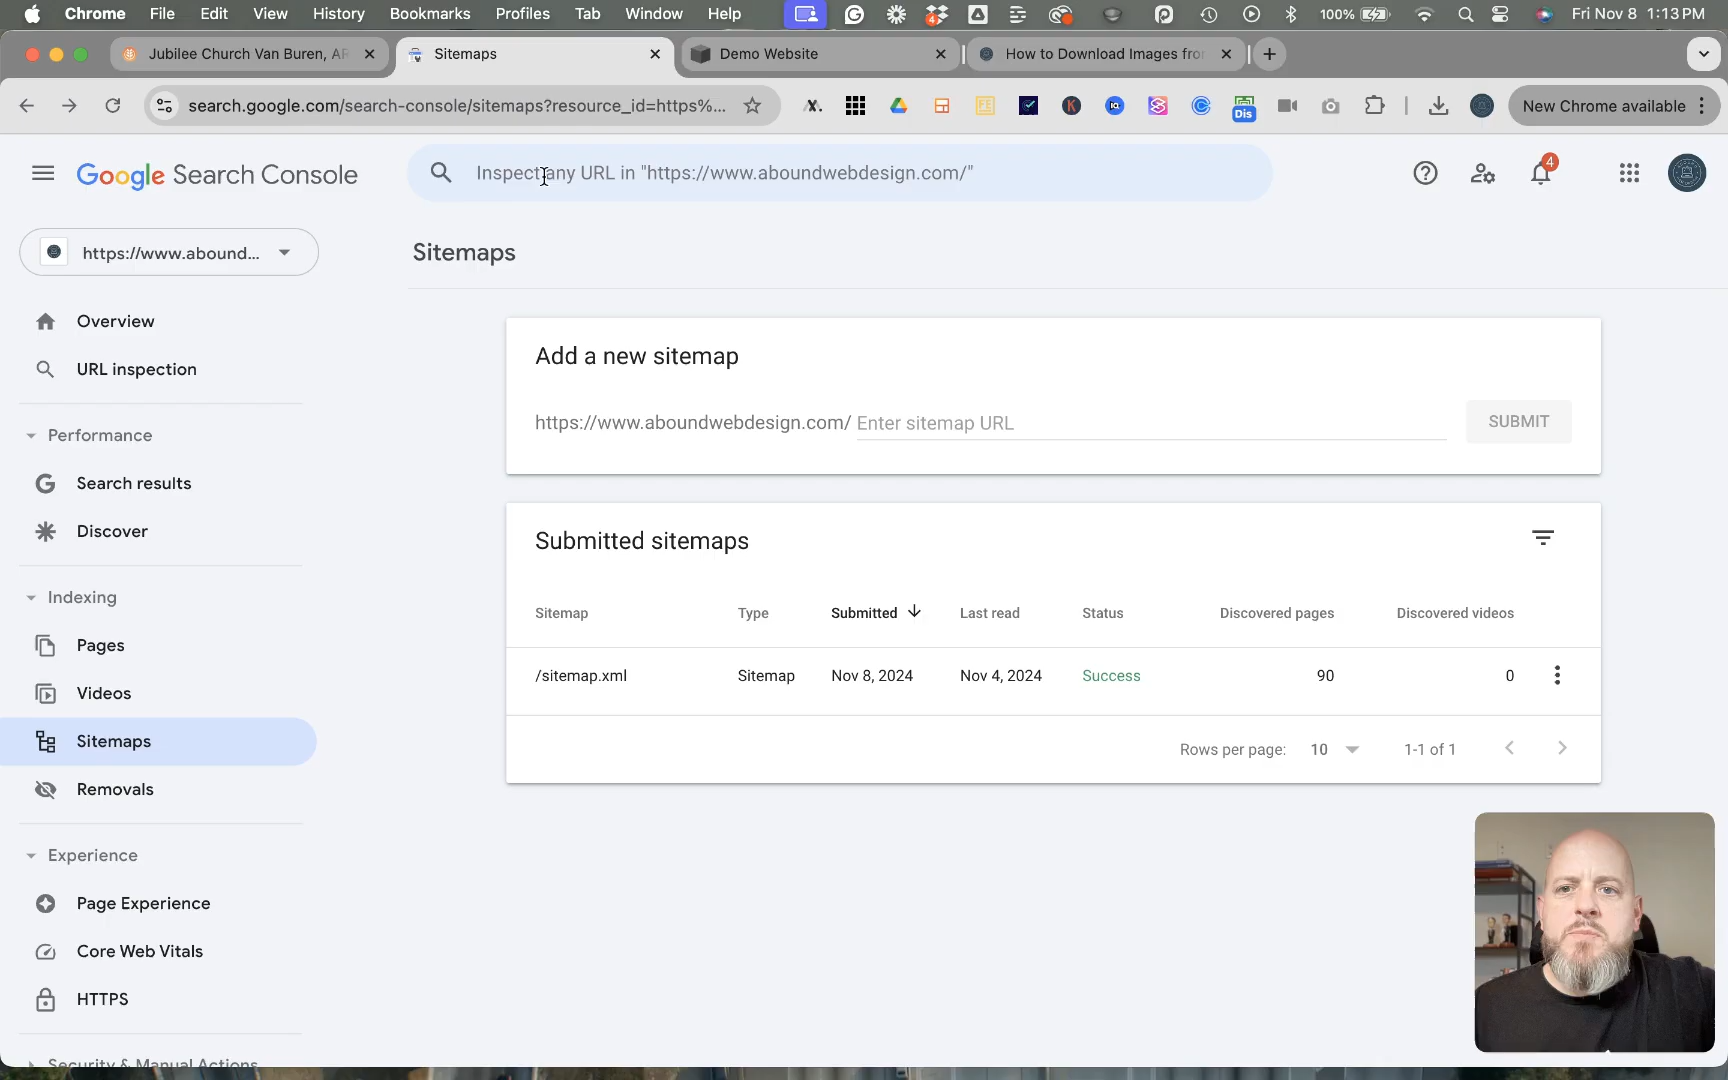 Chrome File Edit View History Bookmarks Profiles Tab Window Help 4 100% Fri Nov 8 1:13 PM
Jubilee Church Van Buren, AR Sitemaps Demo Website How to Download Images from
search.google.com/search-console/sitemaps?resource_id=https%... Dis New Chrome available
Google Search Console
Inspect any URL in "https://www.aboundwebdesign.com/"
4
https://www.abound...
Overview
URL inspection
Performance
Search results
Discover
Indexing
Pages
Videos
Sitemaps
Removals
Experience
Page Experience
Core Web Vitals
HTTPS
Security & Manual Actions
Sitemaps
Add a new sitemap
https://www.aboundwebdesign.com/ Enter sitemap URL SUBMIT
Submitted sitemaps
Sitemap Type Submitted Last read Status Discovered pages Discovered videos
/sitemap.xml Sitemap Nov 8, 2024 Nov 4, 2024 Success 90 0
Rows per page: 10 1-1 of 1